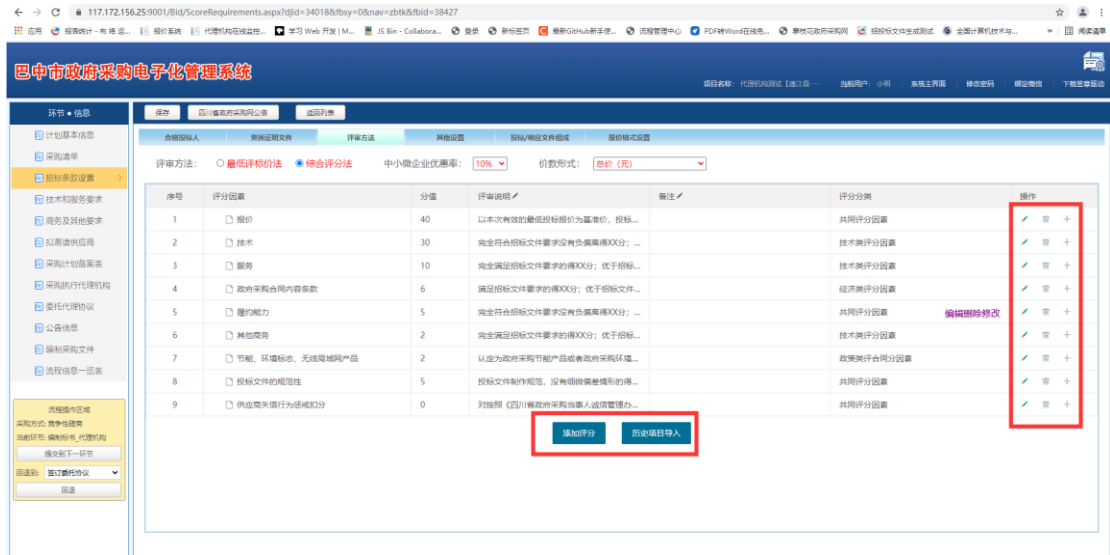 117.172.156.25:9001/Bid/ScoreRequirements.aspx?djid=34018&fbsy=0&nav=zbtk&fbid=38427
应用 报表统计 - 布 络 运... 报价系统 代理机构在线监控... 学习 Web 开发 | M... JS Bin - Collabora... 登录 新标签页 最新GitHub新手使... 流程管理中心 PDF转Word在线免... 攀枝花政府采购网 招投标文件生成测试 全国计算机技术与... » 阅读清单
巴中市政府采购电子化管理系统
项目名称: 代理机构测试【通江县··· 当前用户: 小明 系统主界面 修改密码 绑定微信 下载签章驱动
环节 • 信息
保存 四川省政府采购网公告 返回列表
计划基本信息
采购清单
招标条款设置
技术和服务要求
商务及其他要求
拟邀请供应商
采购计划备案表
采购执行代理机构
委托代理协议
公告信息
编制采购文件
流程信息一览表
合格投标人 资质证明文件 评审方法 其他设置 投标/响应文件组成 报价格式设置
评审方法: 最低评标价法 综合评分法 中小微企业优惠率: 10% 价款形式: 总价（元）
序号 评分因素 分值 评审说明 备注 评分分类 操作
1 报价 40 以本次有效的最低投标报价为基准价，投标... 共同评分因素
2 技术 30 完全符合招标文件要求没有负偏离得XX分；... 技术类评分因素
3 服务 10 完全满足招标文件要求的得XX分；优于招标... 技术类评分因素
4 政府采购合同内容条款 6 满足招标文件要求的得XX分；优于招标文件... 经济类评分因素
5 履约能力 5 完全符合招标文件要求没有负偏离得XX分；... 共同评分因素 编辑删除修改
6 其他商务 2 完全满足招标文件要求的得XX分；优于招标... 技术类评分因素
7 节能、环境标志、无线局域网产品 2 认定为政府采购节能产品或者政府采购环境... 政策类评合同分因素
8 投标文件的规范性 5 投标文件制作规范，没有细微偏差情形的得... 共同评分因素
9 供应商失信行为惩戒扣分 0 对按照《四川省政府采购当事人诚信管理办... 共同评分因素
添加评分 历史项目导入
流程操作区域
采购方式: 竞争性磋商
当前环节: 编制标书_代理机构
提交到下一环节
回退到: 签订委托协议
回退